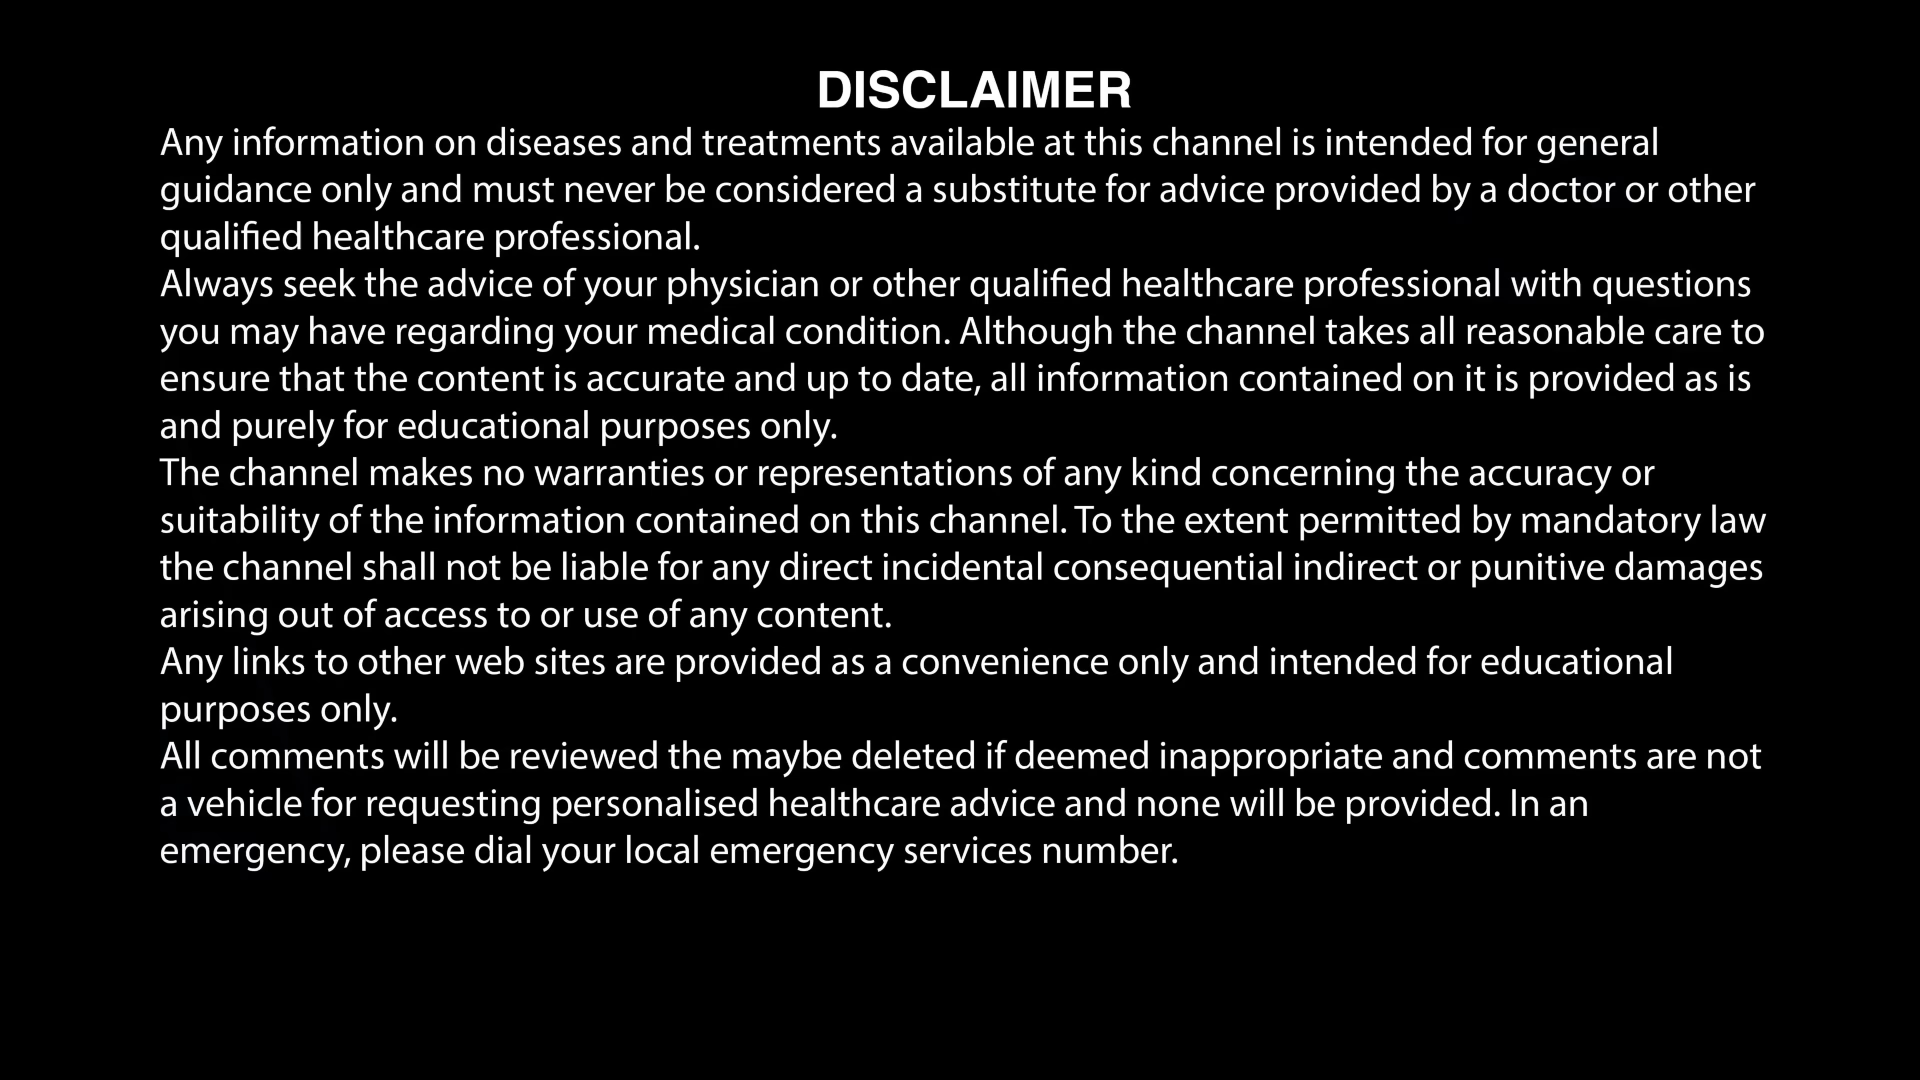 DISCLAIMER
Any information on diseases and treatments available at this channel is intended for general
guidance only and must never be considered a substitute for advice provided by a doctor or other
qualified healthcare professional.
Always seek the advice of your physician or other qualified healthcare professional with questions
you may have regarding your medical condition. Although the channel takes all reasonable care to
ensure that the content is accurate and up to date, all information contained on it is provided as is
and purely for educational purposes only.
The channel makes no warranties or representations of any kind concerning the accuracy or
suitability of the information contained on this channel. To the extent permitted by mandatory law
the channel shall not be liable for any direct incidental consequential indirect or punitive damages
arising out of access to or use of any content.
Any links to other web sites are provided as a convenience only and intended for educational
purposes only.
All comments will be reviewed the maybe deleted if deemed inappropriate and comments are not
a vehicle for requesting personalised healthcare advice and none will be provided. In an
emergency, please dial your local emergency services number.